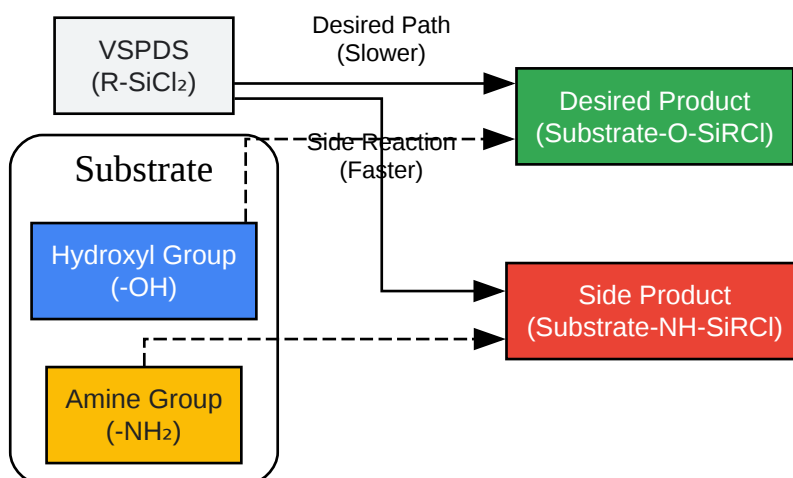 VSPDS
(R-SiCl₂)
Desired Path
(Slower)
Desired Product
(Substrate-O-SiRCl)
Side Reaction
(Faster)
Substrate
Hydroxyl Group
(-OH)
Side Product
(Substrate-NH-SiRCl)
Amine Group
(-NH₂)